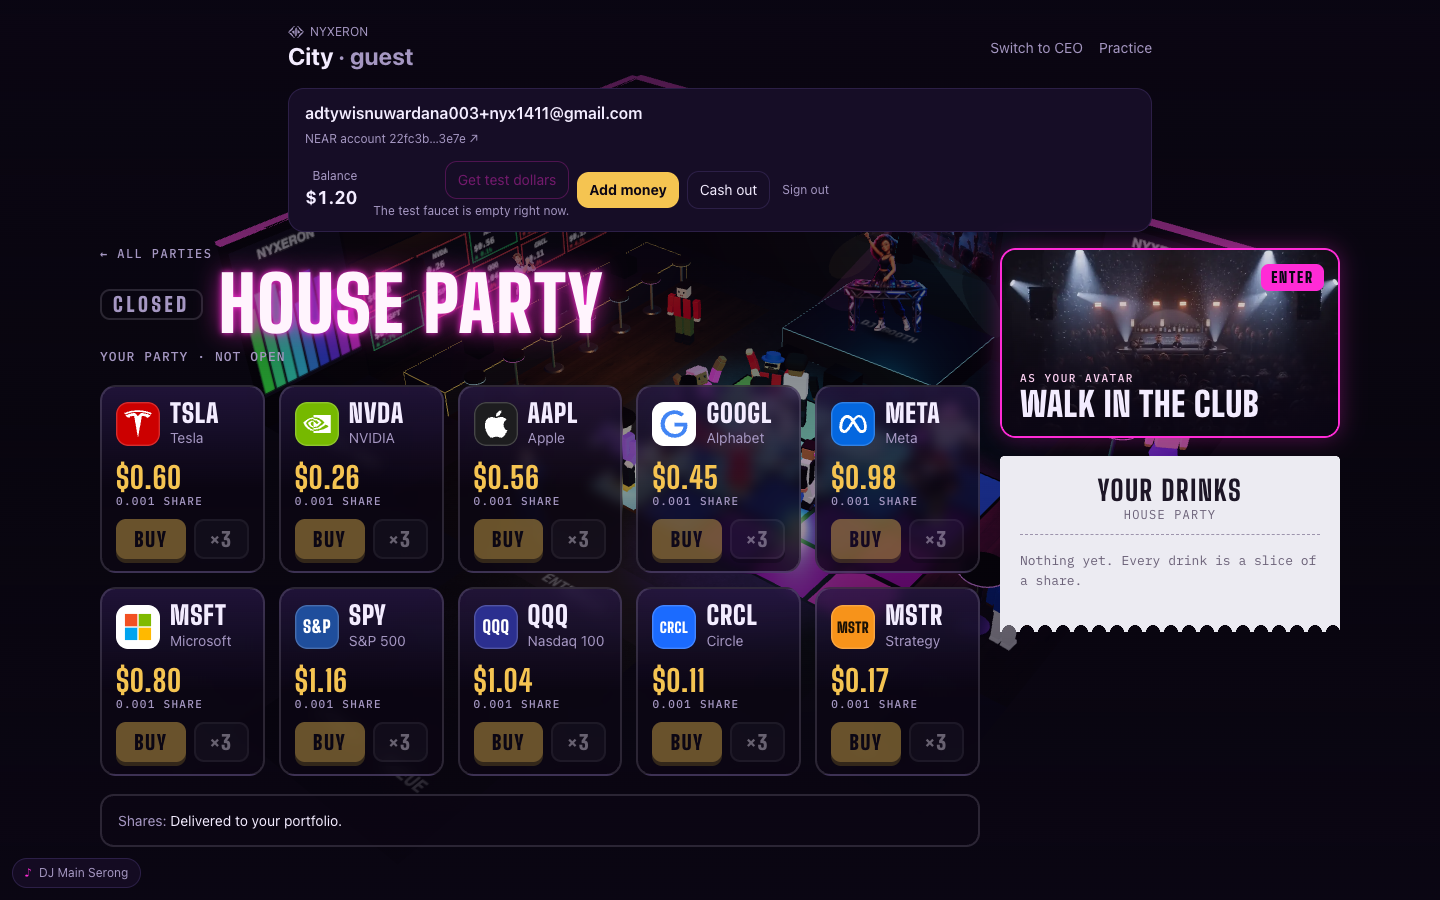 NYXERON
City · guest
Switch to CEO
Practice
adtywisnuwardana003+nyx1411@gmail.com
NEAR account 22fc3b…3e7e ↗
Balance
$1.20
Get test dollars
The test faucet is empty right now.
Add money
Cash out
Sign out
← ALL PARTIES
CLOSED
HOUSE PARTY
YOUR PARTY · NOT OPEN
NYXERON
DJ BOOTH
TSLA
Tesla
$0.60
0.001 SHARE
BUY
×3
NVDA
NVIDIA
$0.26
0.001 SHARE
BUY
×3
AAPL
Apple
$0.56
0.001 SHARE
BUY
×3
GOOGL
Alphabet
$0.45
0.001 SHARE
BUY
×3
META
Meta
$0.98
0.001 SHARE
BUY
×3
MSFT
Microsoft
$0.80
0.001 SHARE
BUY
×3
S&P
SPY
S&P 500
$1.16
0.001 SHARE
BUY
×3
QQQ
QQQ
Nasdaq 100
$1.04
0.001 SHARE
BUY
×3
CRCL
CRCL
Circle
$0.11
0.001 SHARE
BUY
×3
MSTR
MSTR
Strategy
$0.17
0.001 SHARE
BUY
×3
Shares: Delivered to your portfolio.
ENTER
AS YOUR AVATAR
WALK IN THE CLUB
YOUR DRINKS
HOUSE PARTY
Nothing yet. Every drink is a slice of
a share.
♪ DJ Main Serong